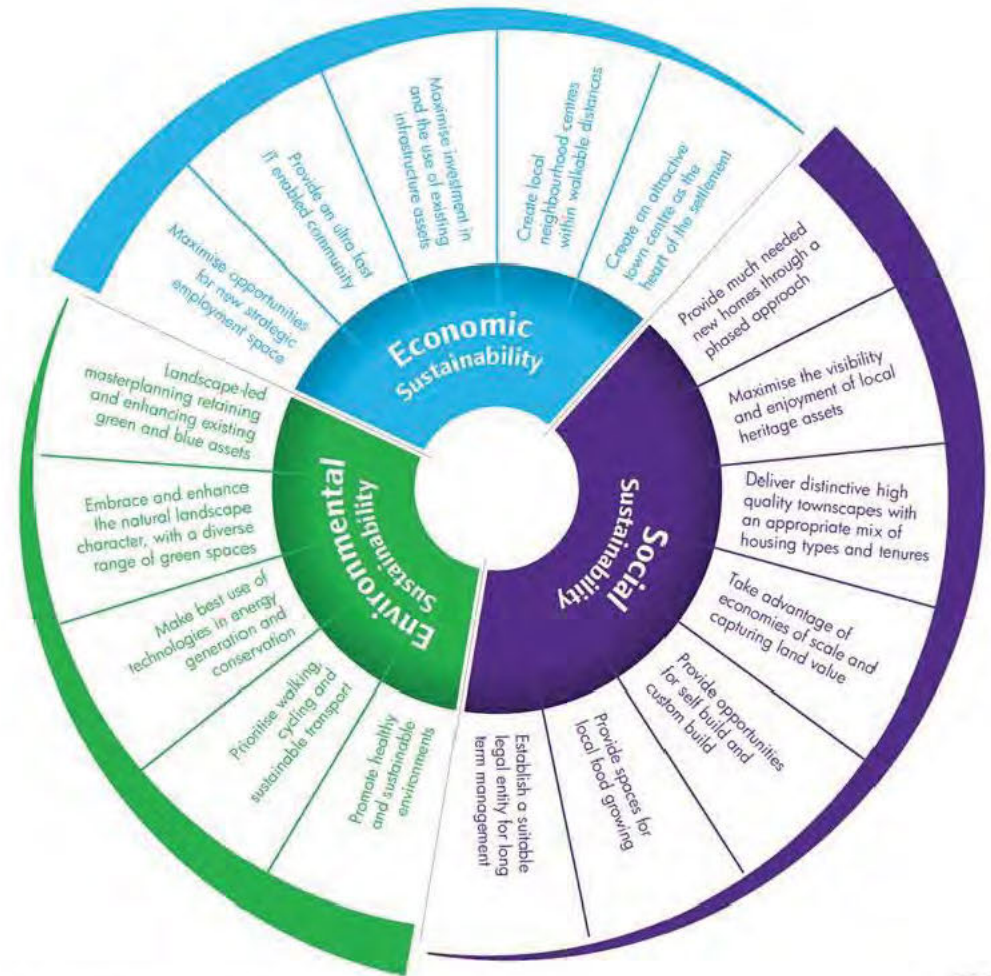 Economic
Sustainability
Maximise opportunities
for new strategic
employment space
Provide an ultra fast
IT enabled community
Maximise investment in
and the use of existing
infrastructure assets
Create local
neighbourhood centres
within walkable distances
Create an attractive
town centre as the
heart of the settlement
Social
Sustainability
Provide much needed
new homes through a
phased approach
Maximise the visibility
and enjoyment of local
heritage assets
Deliver distinctive high
quality townscapes with
an appropriate mix of
housing types and tenures
Take advantage of
economies of scale and
capturing land value
Provide opportunities
for self build and
custom build
Provide spaces for
local food growing
Establish a suitable
legal entity for long
term management
Environmental
Sustainability
Promote healthy
and sustainable
environments
Prioritise walking,
cycling and
sustainable transport
Make best use of
technologies in energy
generation and
conservation
Embrace and enhance
the natural landscape
character, with a diverse
range of green spaces
Landscape-led
masterplanning retaining
and enhancing existing
green and blue assets